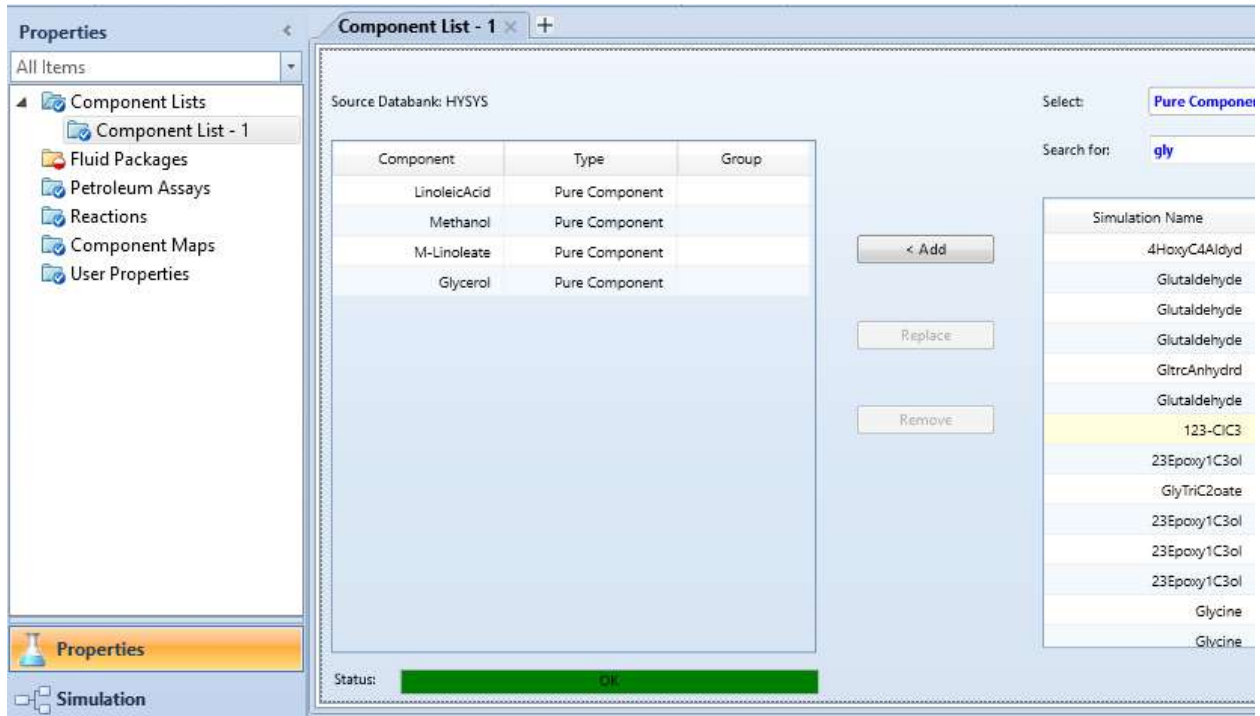 Properties <
All Items
Component Lists
Component List - 1
Fluid Packages
Petroleum Assays
Reactions
Component Maps
User Properties
Properties
Simulation
Component List - 1 × +
Source Databank: HYSYS
Component Type Group
LinoleicAcid Pure Component
Methanol Pure Component
M-Linoleate Pure Component
Glycerol Pure Component
Status: OK
< Add
Replace
Remove
Select: Pure Componen
Search for: gly
Simulation Name
4HoxyC4Aldyd
Glutaldehyde
Glutaldehyde
Glutaldehyde
GltrcAnhydrd
Glutaldehyde
123-ClC3
23Epoxy1C3ol
GlyTriC2oate
23Epoxy1C3ol
23Epoxy1C3ol
23Epoxy1C3ol
Glycine
Glycine